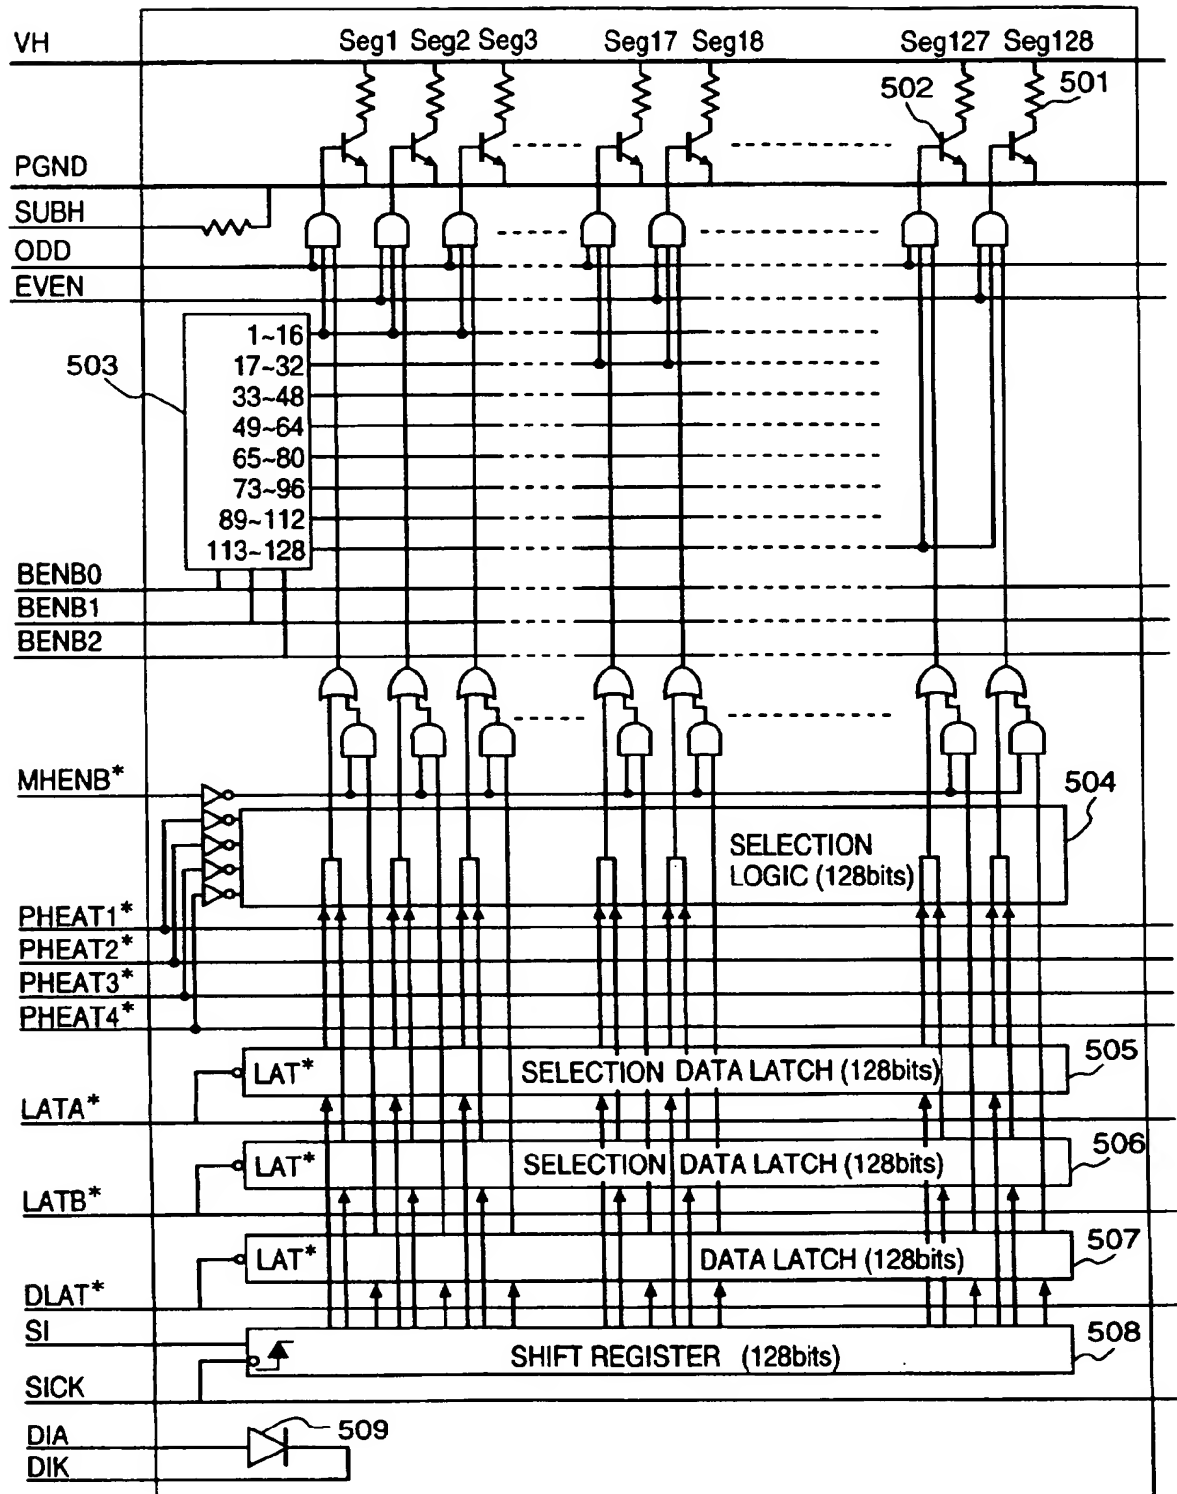 VH Seg1 Seg2 Seg3 Seg17 Seg18 Seg127 Seg128
502 501
PGND
SUBH
ODD
EVEN
503
1~16
17~32
33~48
49~64
65~80
73~96
89~112
113~128
BENB0
BENB1
BENB2
MHENB*
504
SELECTION
LOGIC (128bits)
PHEAT1*
PHEAT2*
PHEAT3*
PHEAT4*
LAT* SELECTION DATA LATCH (128bits) 505
LATA*
LAT* SELECTION DATA LATCH (128bits) 506
LATB*
LAT* DATA LATCH (128bits) 507
DLAT*
SI
SHIFT REGISTER (128bits) 508
SICK
DIA 509
DIK